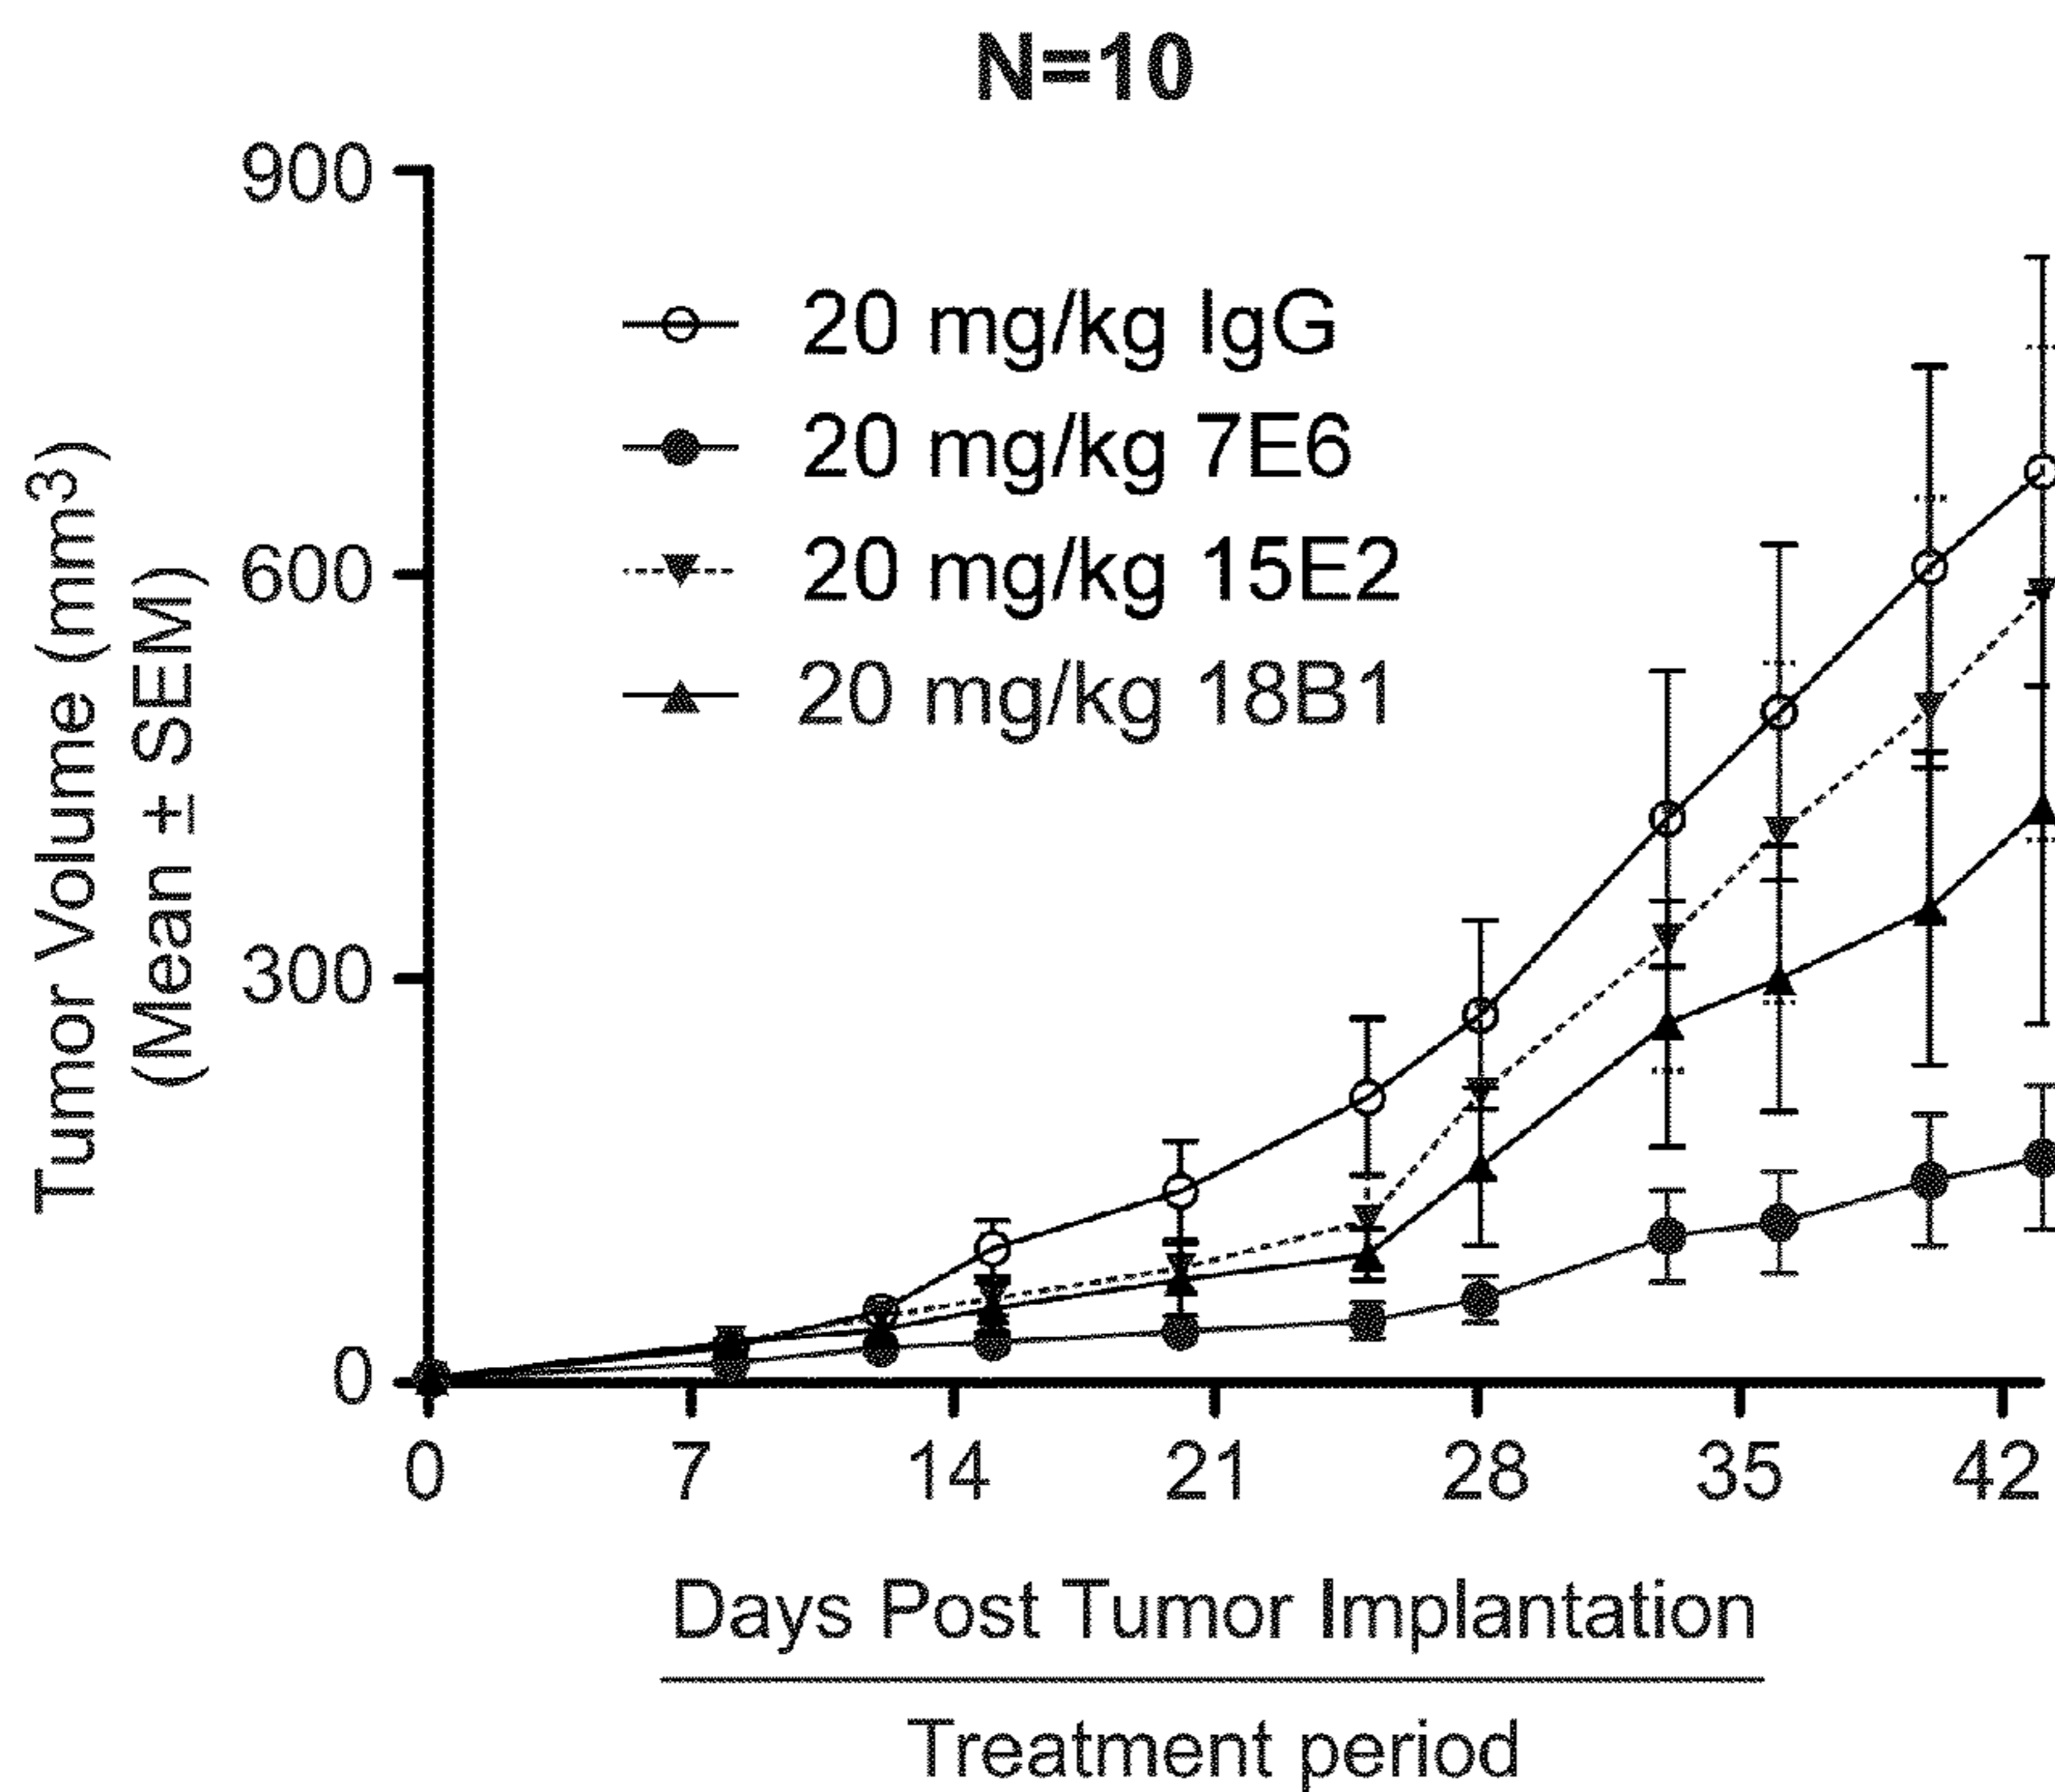 N=10
900
600
300
0
Tumor Volume (mm³)
(Mean ± SEM)
20 mg/kg IgG
20 mg/kg 7E6
20 mg/kg 15E2
20 mg/kg 18B1
0 7 14 21 28 35 42
Days Post Tumor Implantation
Treatment period